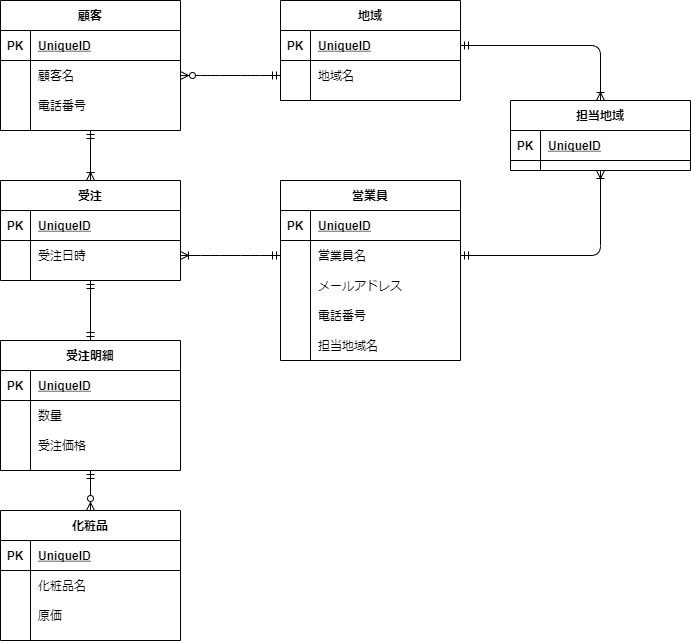 顧客
PK UniqueID
顧客名
電話番号
地域
PK UniqueID
地域名
担当地域
PK UniqueID
受注
PK UniqueID
受注日時
営業員
PK UniqueID
営業員名
メールアドレス
電話番号
担当地域名
受注明細
PK UniqueID
数量
受注価格
化粧品
PK UniqueID
化粧品名
原価